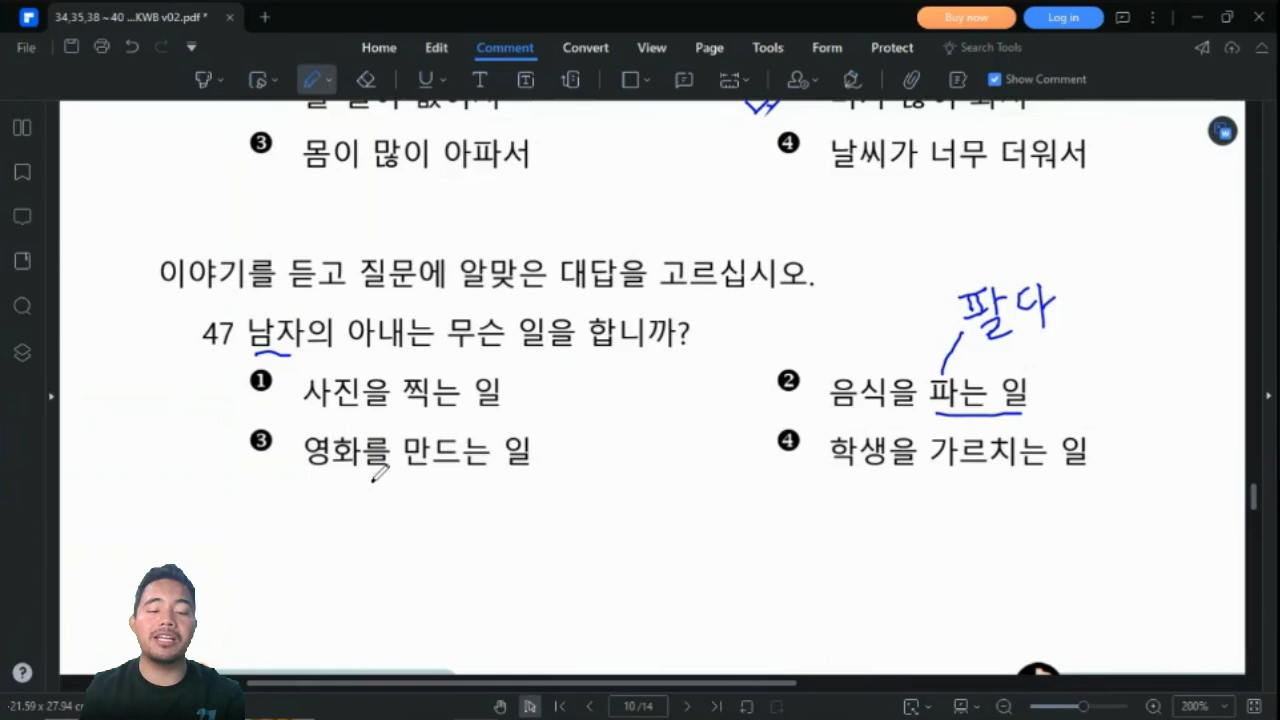 34,35,38 ~ 40 ...KWB v02.pdf *
Buy now
Log in
File
Home
Edit
Comment
Convert
View
Page
Tools
Form
Protect
Search Tools
Show Comment
❸ 몸이 많이 아파서
❹ 날씨가 너무 더워서
이야기를 듣고 질문에 알맞은 대답을 고르십시오.
팔다
47 남자의 아내는 무슨 일을 합니까?
❶ 사진을 찍는 일
❷ 음식을 파는 일
❸ 영화를 만드는 일
❹ 학생을 가르치는 일
21.59 x 27.94 c
10/14
200%